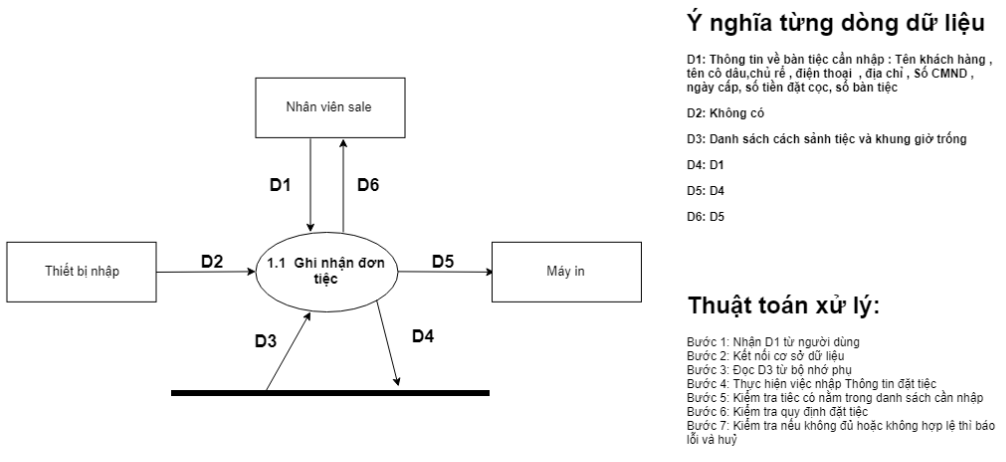 Nhân viên sale
D1
D6
Thiết bị nhập
D2
1.1 Ghi nhận đơn
tiệc
D5
Máy in
D3
D4
Ý nghĩa từng dòng dữ liệu
D1: Thông tin về bàn tiệc cần nhập : Tên khách hàng ,
tên cô dâu,chủ rể , điện thoại , địa chỉ , Số CMND ,
ngày cấp, số tiền đặt cọc, số bàn tiệc
D2: Không có
D3: Danh sách cách sảnh tiệc và khung giờ trống
D4: D1
D5: D4
D6: D5
Thuật toán xử lý:
Bước 1: Nhận D1 từ người dùng
Bước 2: Kết nối cơ sở dữ liệu
Bước 3: Đọc D3 từ bộ nhớ phụ
Bước 4: Thực hiện việc nhập Thông tin đặt tiệc
Bước 5: Kiểm tra tiêc có nằm trong danh sách cần nhập
Bước 6: Kiểm tra quy định đặt tiệc
Bước 7: Kiểm tra nếu không đủ hoặc không hợp lệ thì báo
lỗi và huỷ